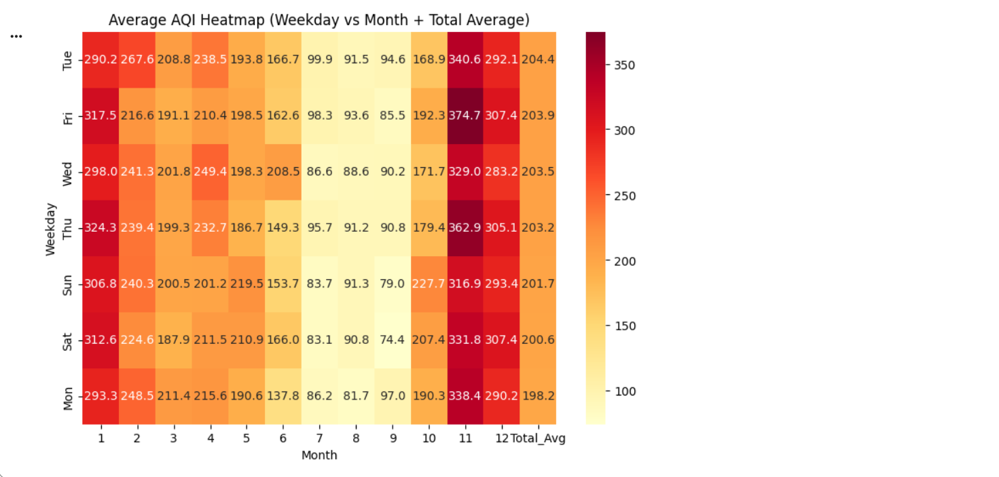 ...
Average AQI Heatmap (Weekday vs Month + Total Average)
Tue 290.2 267.6 208.8 238.5 193.8 166.7 99.9 91.5 94.6 168.9 340.6 292.1 204.4
Fri 317.5 216.6 191.1 210.4 198.5 162.6 98.3 93.6 85.5 192.3 374.7 307.4 203.9
Wed 298.0 241.3 201.8 249.4 198.3 208.5 86.6 88.6 90.2 171.7 329.0 283.2 203.5
Thu 324.3 239.4 199.3 232.7 186.7 149.3 95.7 91.2 90.8 179.4 362.9 305.1 203.2
Sun 306.8 240.3 200.5 201.2 219.5 153.7 83.7 91.3 79.0 227.7 316.9 293.4 201.7
Sat 312.6 224.6 187.9 211.5 210.9 166.0 83.1 90.8 74.4 207.4 331.8 307.4 200.6
Mon 293.3 248.5 211.4 215.6 190.6 137.8 86.2 81.7 97.0 190.3 338.4 290.2 198.2
Weekday
1 2 3 4 5 6 7 8 9 10 11 12 Total_Avg
Month
350
300
250
200
150
100